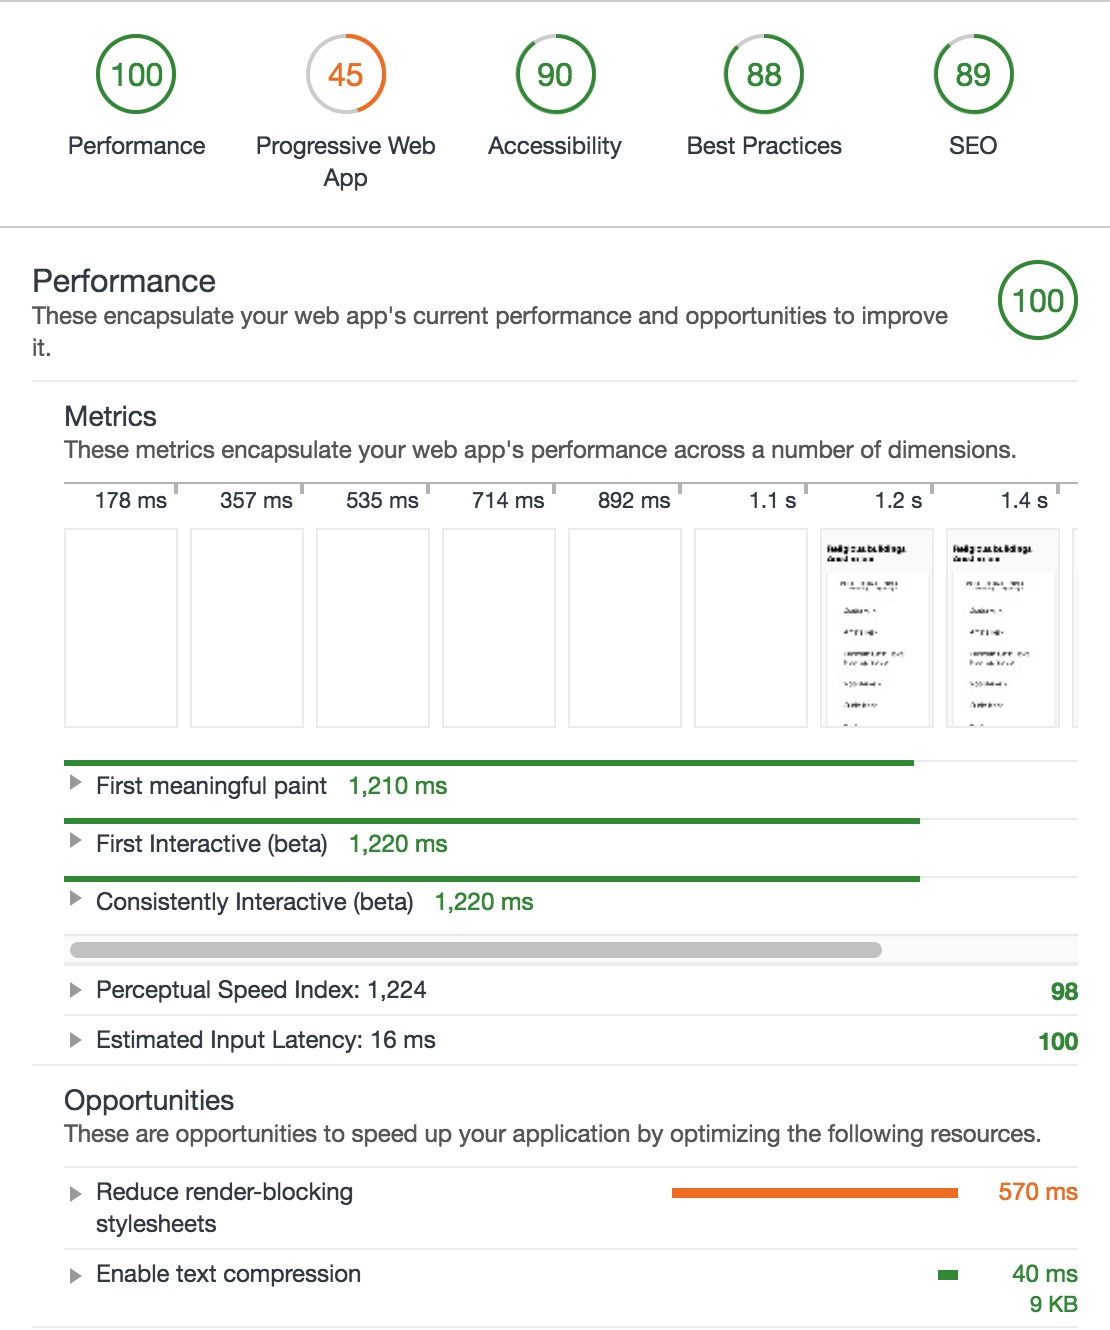 100
45
90
88
89
Performance
Progressive Web
App
Accessibility
Best Practices
SEO
Performance
100
These encapsulate your web app's current performance and opportunities to improve
it.
Metrics
These metrics encapsulate your web app's performance across a number of dimensions.
178 ms
357 ms
535 ms
714 ms
892 ms
1.1 s
1.2 s
1.4 s
Religious buildings
Religious buildings
First meaningful paint 1,210 ms
First Interactive (beta) 1,220 ms
Consistently Interactive (beta) 1,220 ms
Perceptual Speed Index: 1,224
98
Estimated Input Latency: 16 ms
100
Opportunities
These are opportunities to speed up your application by optimizing the following resources.
Reduce render-blocking
stylesheets
570 ms
Enable text compression
40 ms
9 KB